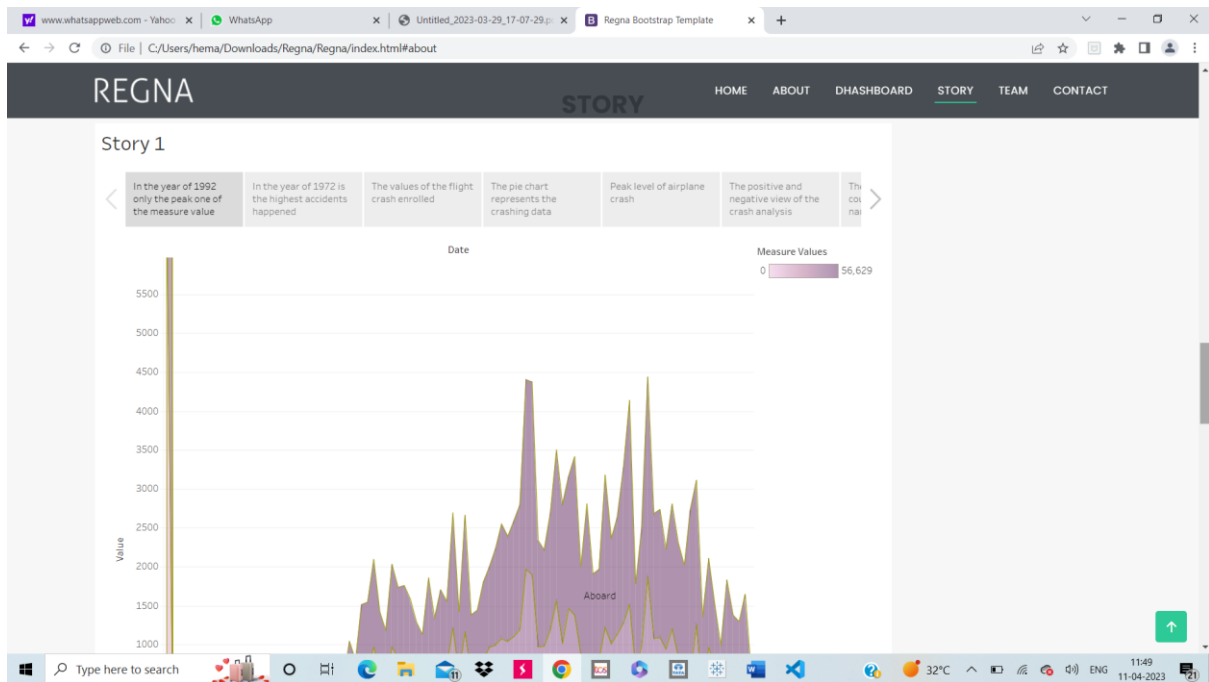 www.whatsappweb.com - Yahoo
WhatsApp
Untitled_2023-03-29_17-07-29.p
Regna Bootstrap Template
File | C:/Users/hema/Downloads/Regna/Regna/index.html#about
REGNA
STORY
HOME ABOUT DHASHBOARD STORY TEAM CONTACT
Story 1
In the year of 1992
only the peak one of
the measure value
In the year of 1972 is
the highest accidents
happened
The values of the flight
crash enrolled
The pie chart
represents the
crashing data
Peak level of airplane
crash
The positive and
negative view of the
crash analysis
The
cou
nar
Date
Measure Values
0 56,629
5500
5000
4500
4000
3500
3000
2500
2000
1500
1000
Value
Aboard
Type here to search
11
32°C
ENG
11:49
11-04-2023
21